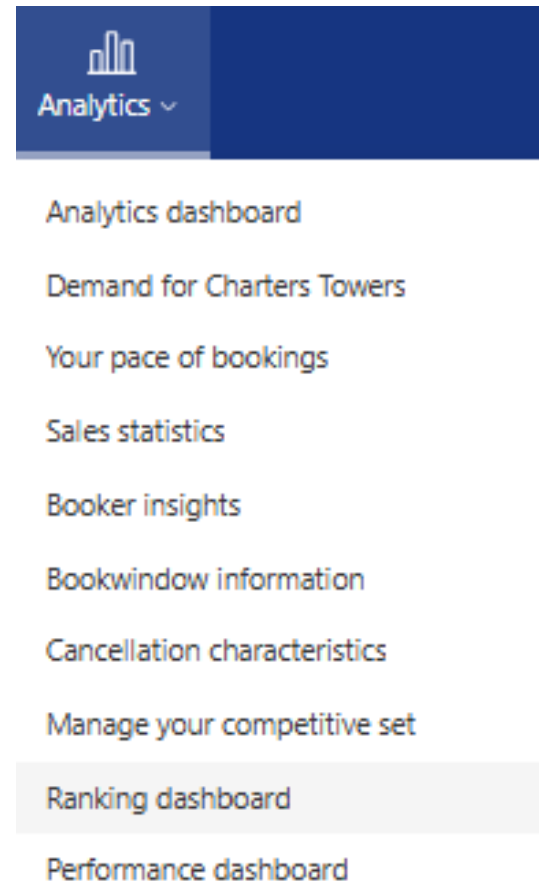 Analytics
Analytics dashboard
Demand for Charters Towers
Your pace of bookings
Sales statistics
Booker insights
Bookwindow information
Cancellation characteristics
Manage your competitive set
Ranking dashboard
Performance dashboard